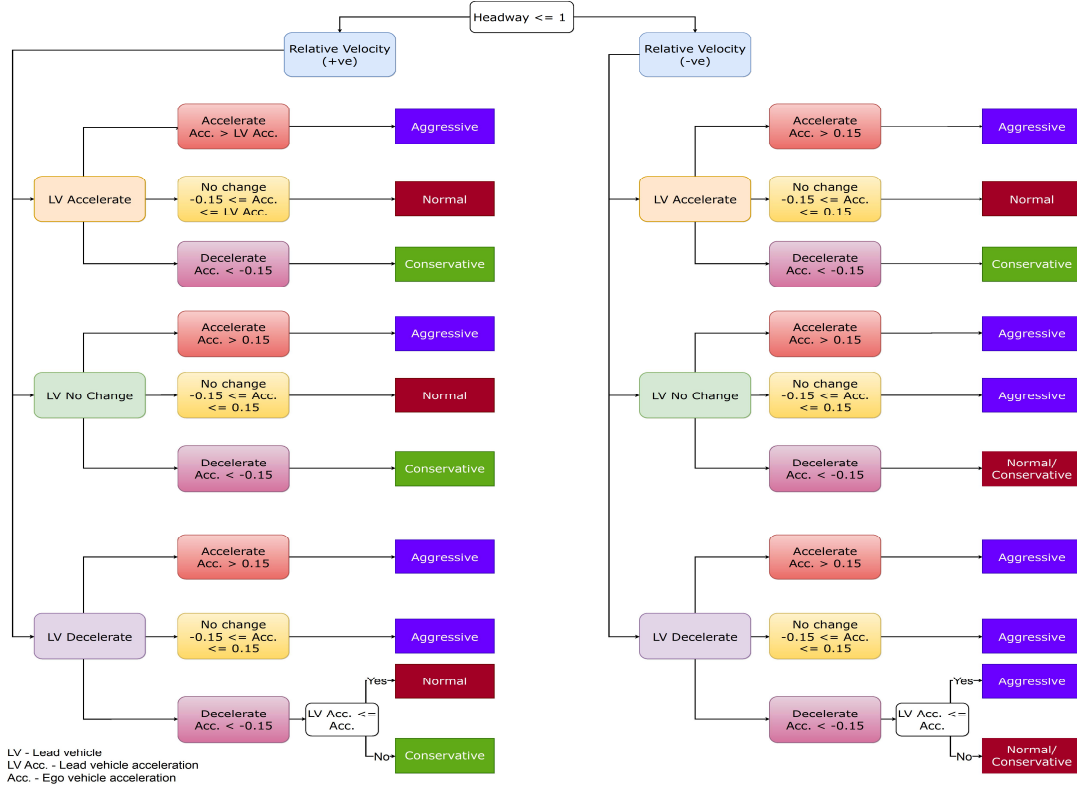 Headway <= 1
Relative Velocity
(+ve)
Relative Velocity
(-ve)
Accelerate
Acc. > LV Acc.
Aggressive
LV Accelerate
No change
-0.15 <= Acc.
<= LV Acc.
Normal
Decelerate
Acc. < -0.15
Conservative
Accelerate
Acc. > 0.15
Aggressive
LV No Change
No change
-0.15 <= Acc.
<= 0.15
Normal
Decelerate
Acc. < -0.15
Conservative
Accelerate
Acc. > 0.15
Aggressive
LV Decelerate
No change
-0.15 <= Acc.
<= 0.15
Aggressive
Decelerate
Acc. < -0.15
LV Acc. <=
Acc.
Yes
Normal
No
Conservative
Accelerate
Acc. > 0.15
Aggressive
LV Accelerate
No change
-0.15 <= Acc.
<= 0.15
Normal
Decelerate
Acc. < -0.15
Conservative
Accelerate
Acc. > 0.15
Aggressive
LV No Change
No change
-0.15 <= Acc.
<= 0.15
Aggressive
Decelerate
Acc. < -0.15
Normal/
Conservative
Accelerate
Acc. > 0.15
Aggressive
LV Decelerate
No change
-0.15 <= Acc.
<= 0.15
Aggressive
Decelerate
Acc. < -0.15
LV Acc. <=
Acc.
Yes
Aggressive
No
Normal/
Conservative
LV - Lead vehicle
LV Acc. - Lead vehicle acceleration
Acc. - Ego vehicle acceleration